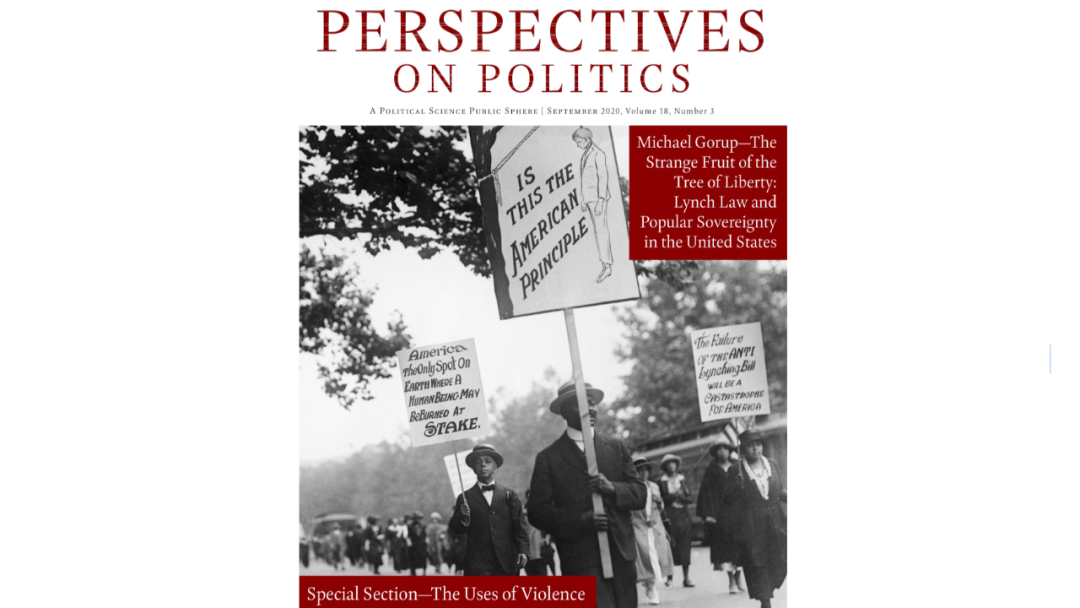 PERSPECTIVES
ON POLITICS
A Political Science Public Sphere | September 2020, Volume 18, Number 3
Michael Gorup—The
Strange Fruit of the
Tree of Liberty:
Lynch Law and
Popular Sovereignty
in the United States
IS
THIS THE
AMERICAN
PRINCIPLE
America
the Only Spot On
Earth Where A
Human Being May
Be Burned At
STAKE.
The Failure
OF THE ANTI
Lynching Bill
WILL BE A
CASTASTROPHE
FOR AMERICA
Special Section—The Uses of Violence